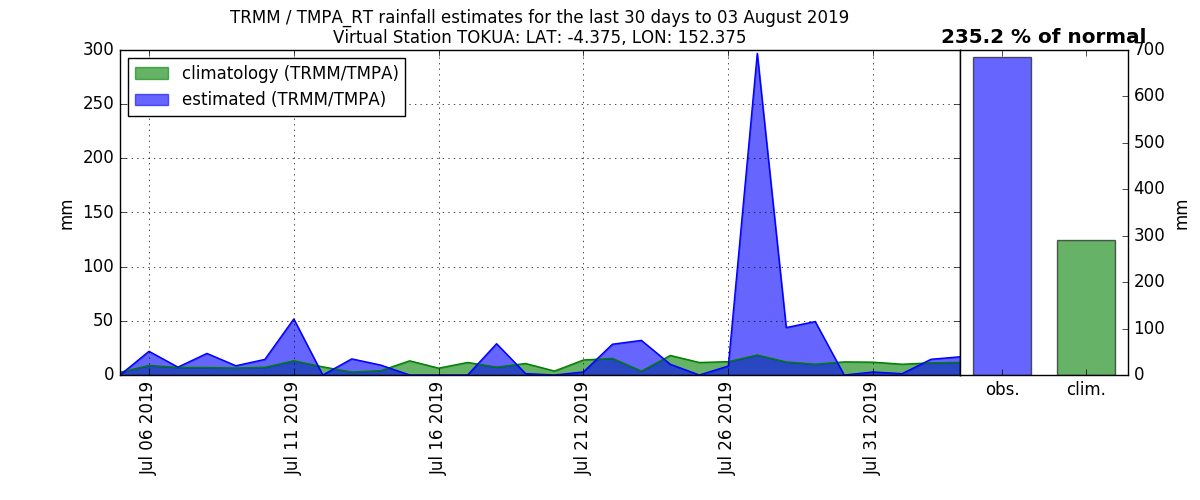 TRMM / TMPA_RT rainfall estimates for the last 30 days to 03 August 2019
Virtual Station TOKUA: LAT: -4.375, LON: 152.375
235.2 % of normal
climatology (TRMM/TMPA)
estimated (TRMM/TMPA)
300
250
200
150
100
50
0
mm
Jul 06 2019
Jul 11 2019
Jul 16 2019
Jul 21 2019
Jul 26 2019
Jul 31 2019
700
600
500
400
300
200
100
0
mm
obs.
clim.